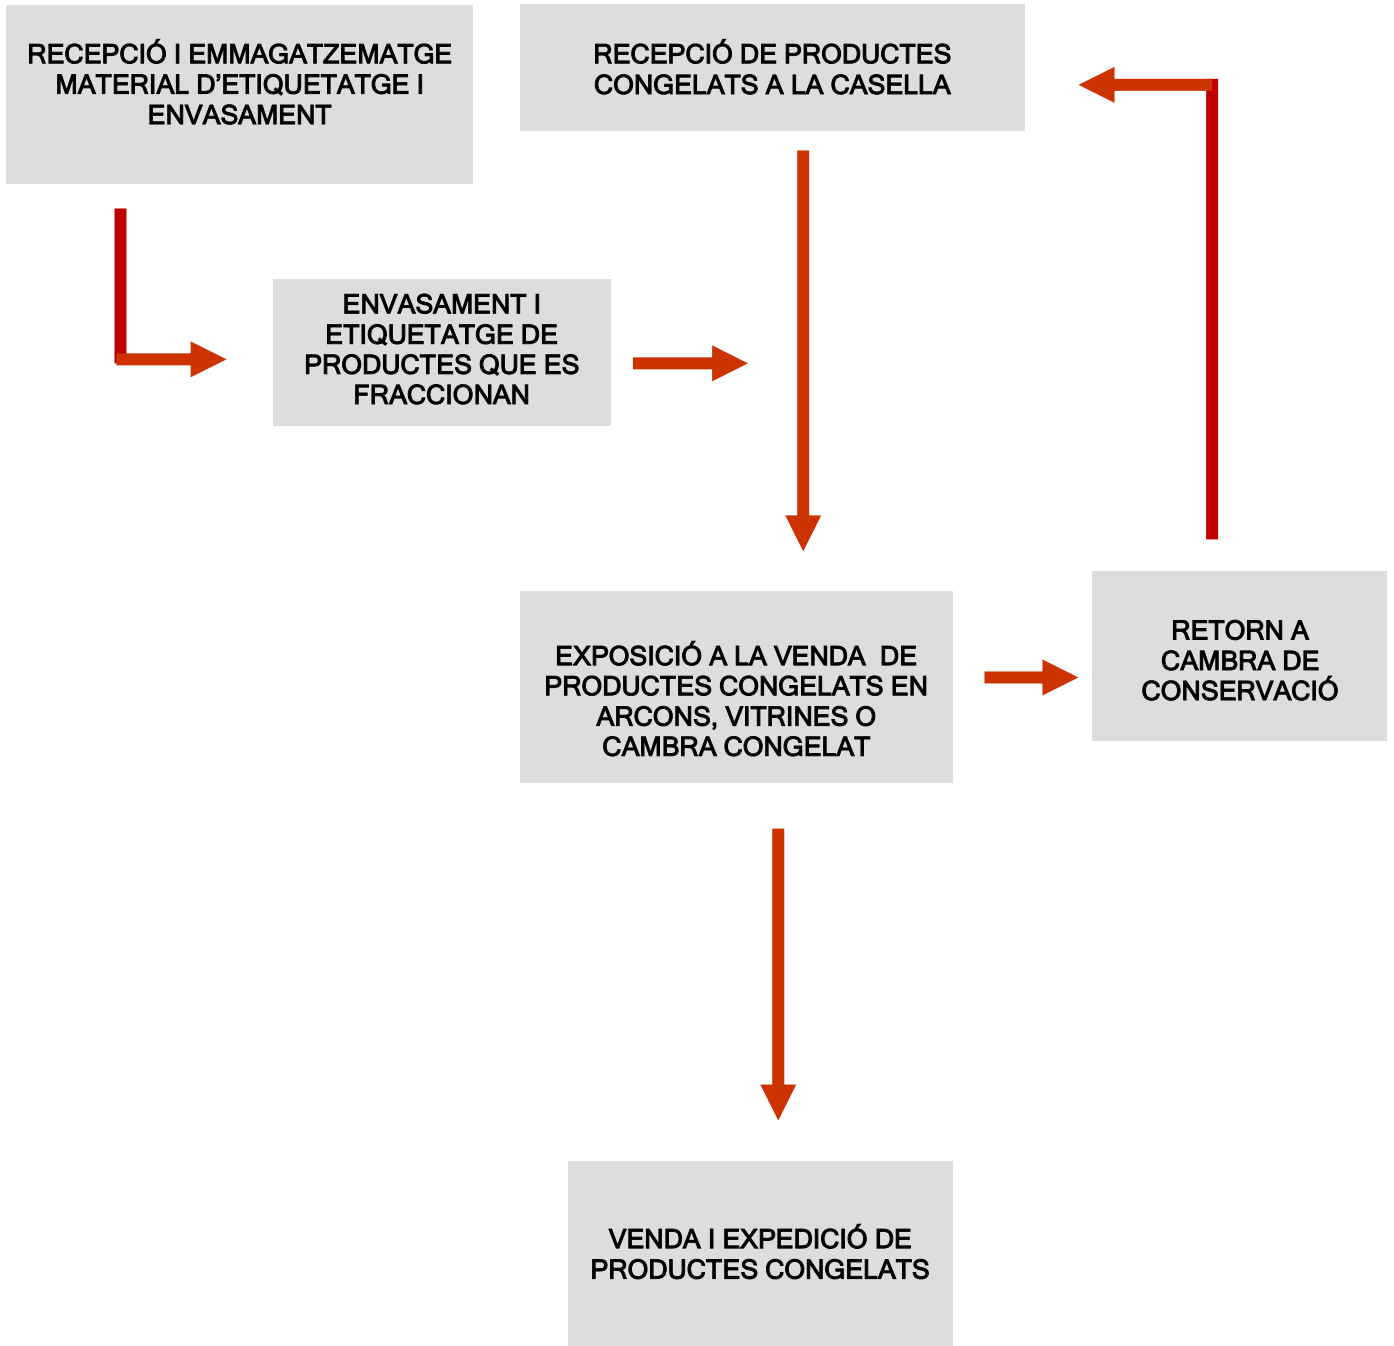 RECEPCIÓ I EMMAGATZEMATGE
MATERIAL D’ETIQUETATGE I
ENVASAMENT
RECEPCIÓ DE PRODUCTES
CONGELATS A LA CASELLA
ENVASAMENT I
ETIQUETATGE DE
PRODUCTES QUE ES
FRACCIONAN
EXPOSICIÓ A LA VENDA DE
PRODUCTES CONGELATS EN
ARCONS, VITRINES O
CAMBRA CONGELAT
RETORN A
CAMBRA DE
CONSERVACIÓ
VENDA I EXPEDICIÓ DE
PRODUCTES CONGELATS